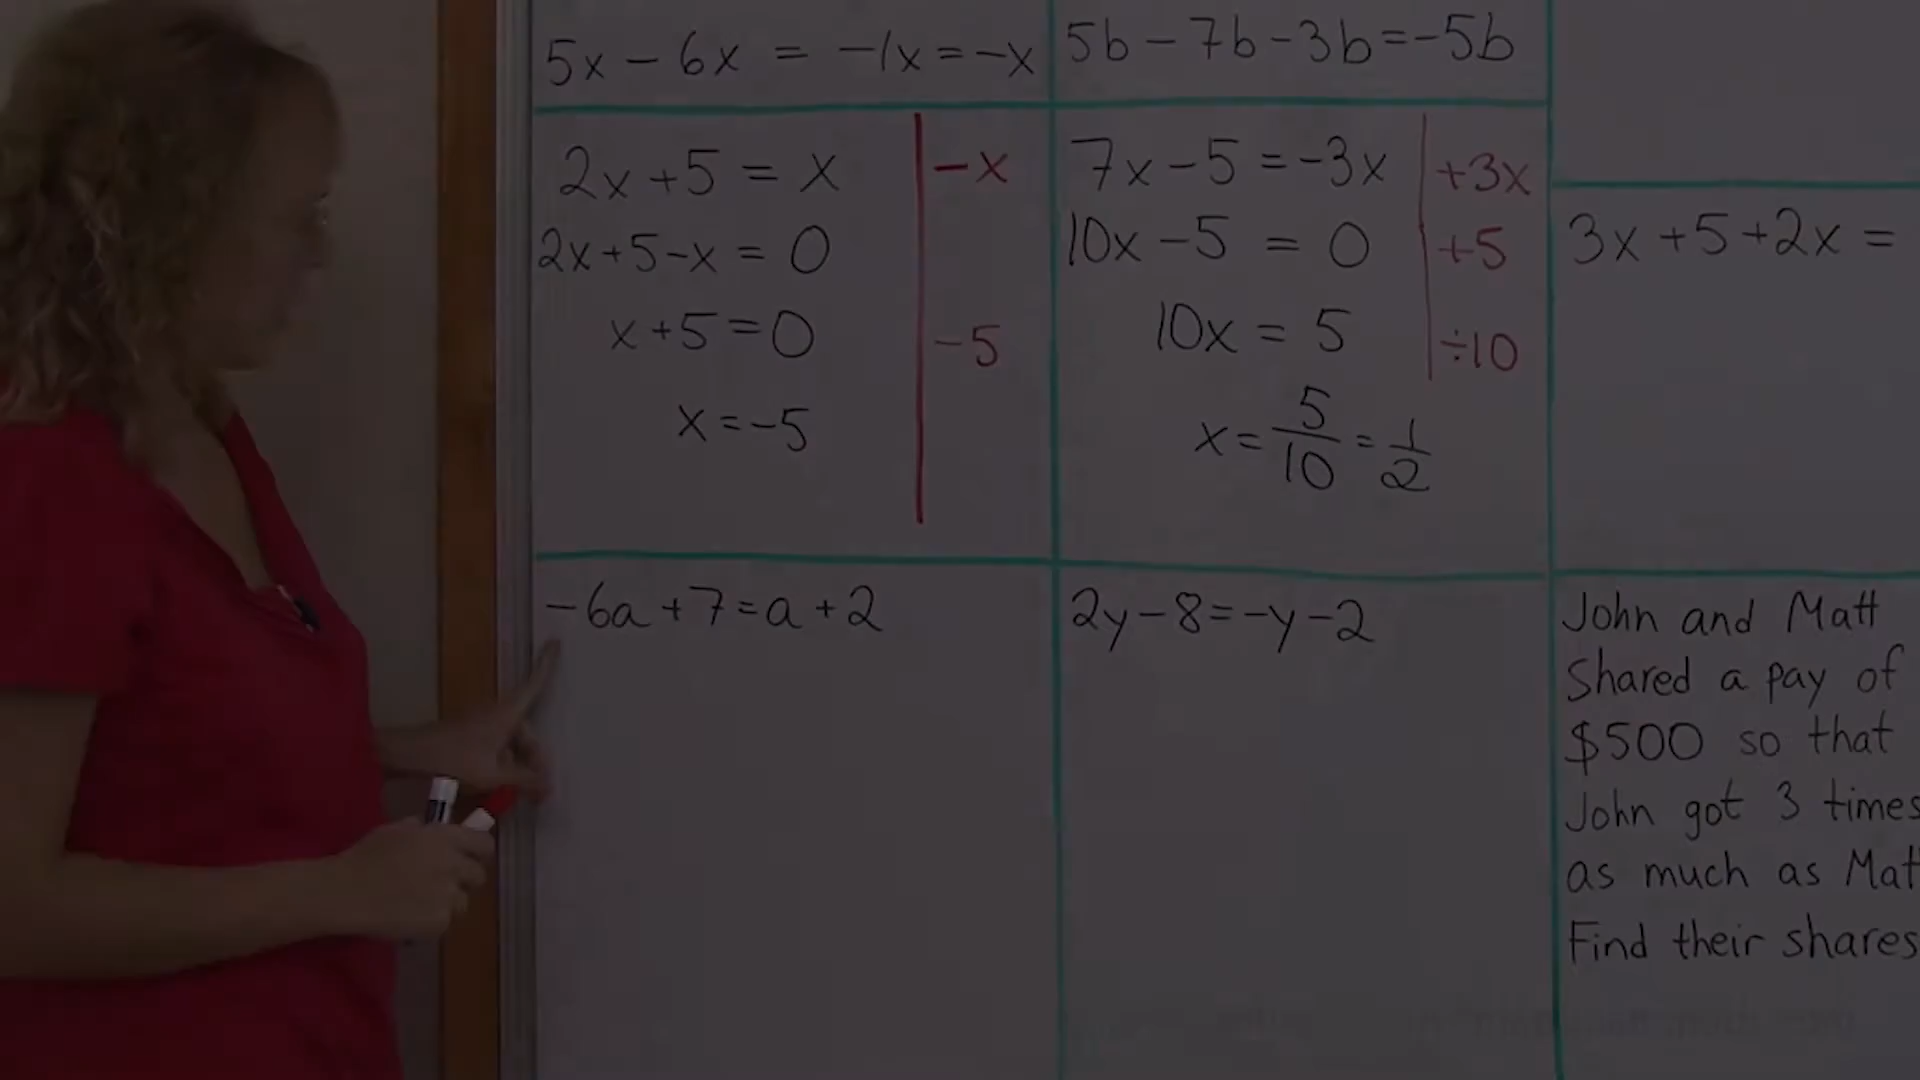 5x - 6x = -1x = -x
5b - 7b - 3b = -5b
2x + 5 = x | -x
2x + 5 - x = 0
x + 5 = 0 | -5
x = -5
7x - 5 = -3x | +3x
10x - 5 = 0 | +5
10x = 5 | ÷10
x = 5/10 = 1/2
3x + 5 + 2x =
-6a + 7 = a + 2
2y - 8 = -y - 2
John and Matt
Shared a pay of
$500 so that
John got 3 times
as much as Mat
Find their shares